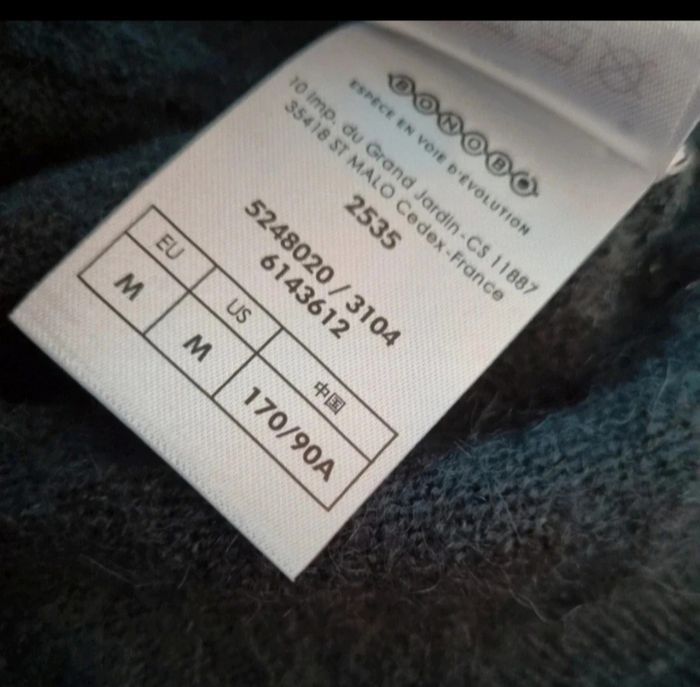 BONOBO
ESPÈCE EN VOIE D'ÉVOLUTION
10 Imp. du Grand Jardin-CS 11887
35418 ST MALO Cedex-France
2535
5248020 / 3104
6143612
EU US 中国
M M 170/90A